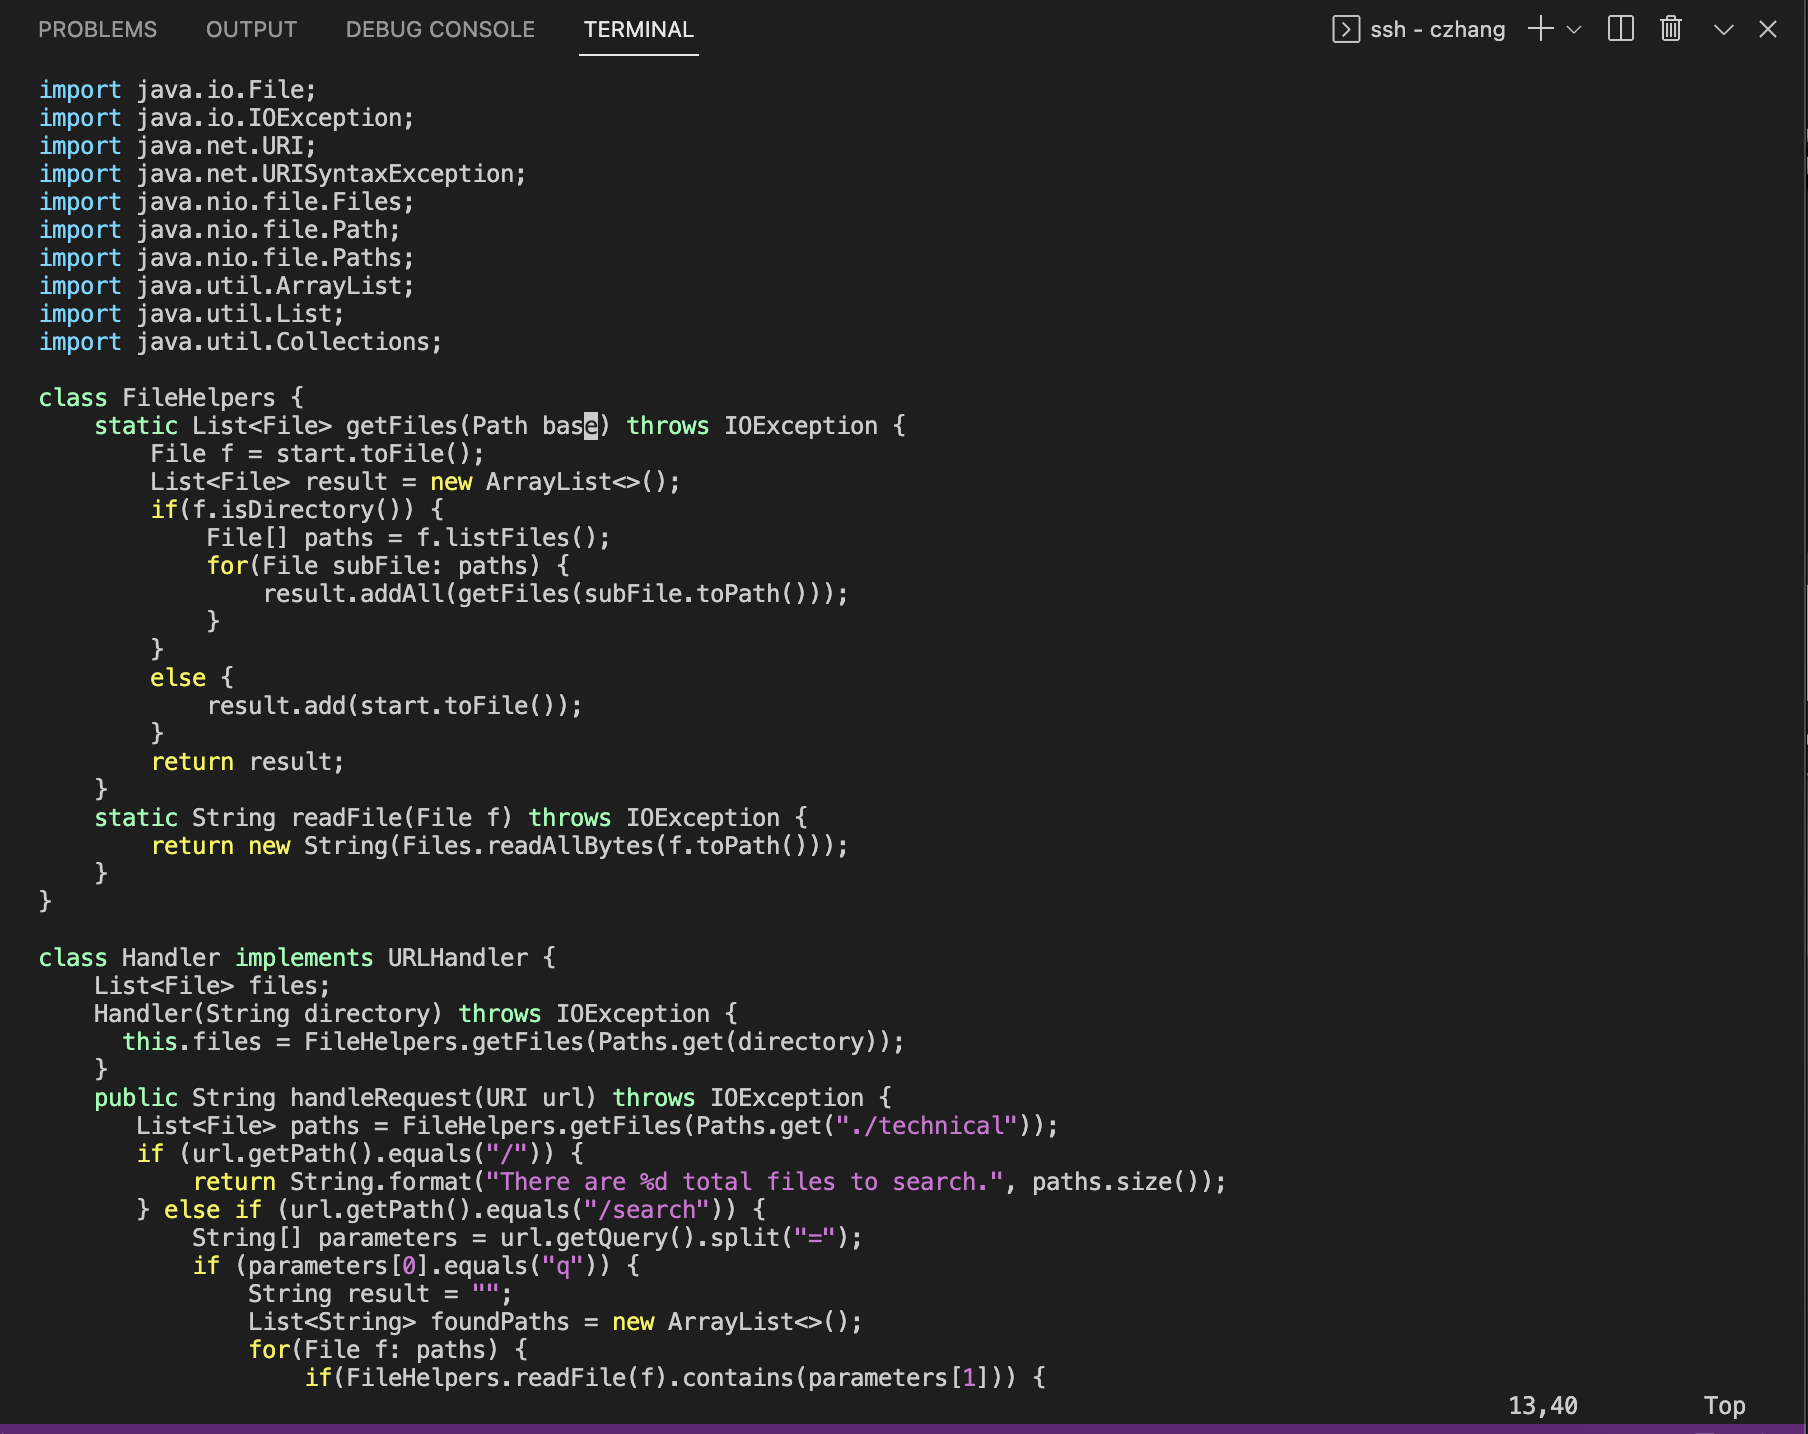 PROBLEMS OUTPUT DEBUG CONSOLE TERMINAL ssh - czhang
import java.io.File;
import java.io.IOException;
import java.net.URI;
import java.net.URISyntaxException;
import java.nio.file.Files;
import java.nio.file.Path;
import java.nio.file.Paths;
import java.util.ArrayList;
import java.util.List;
import java.util.Collections;

class FileHelpers {
    static List<File> getFiles(Path base) throws IOException {
        File f = start.toFile();
        List<File> result = new ArrayList<>();
        if(f.isDirectory()) {
            File[] paths = f.listFiles();
            for(File subFile: paths) {
                result.addAll(getFiles(subFile.toPath()));
            }
        }
        else {
            result.add(start.toFile());
        }
        return result;
    }
    static String readFile(File f) throws IOException {
        return new String(Files.readAllBytes(f.toPath()));
    }
}

class Handler implements URLHandler {
    List<File> files;
    Handler(String directory) throws IOException {
      this.files = FileHelpers.getFiles(Paths.get(directory));
    }
    public String handleRequest(URI url) throws IOException {
       List<File> paths = FileHelpers.getFiles(Paths.get("./technical"));
       if (url.getPath().equals("/")) {
           return String.format("There are %d total files to search.", paths.size());
       } else if (url.getPath().equals("/search")) {
           String[] parameters = url.getQuery().split("=");
           if (parameters[0].equals("q")) {
               String result = "";
               List<String> foundPaths = new ArrayList<>();
               for(File f: paths) {
                   if(FileHelpers.readFile(f).contains(parameters[1])) {
13,40 Top